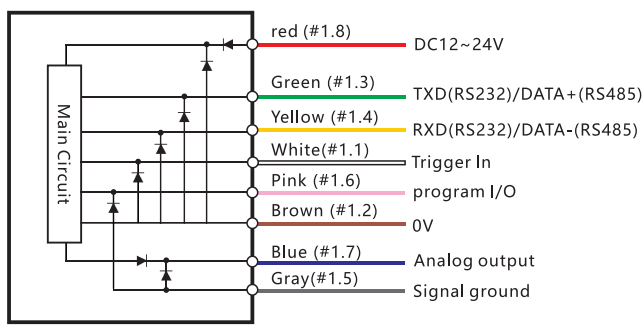 red (#1.8) DC12~24V
Green (#1.3) TXD(RS232)/DATA+(RS485)
Yellow (#1.4) RXD(RS232)/DATA-(RS485)
White(#1.1) Trigger In
Pink (#1.6) program I/O
Brown (#1.2) 0V
Blue (#1.7) Analog output
Gray(#1.5) Signal ground
Main Circuit